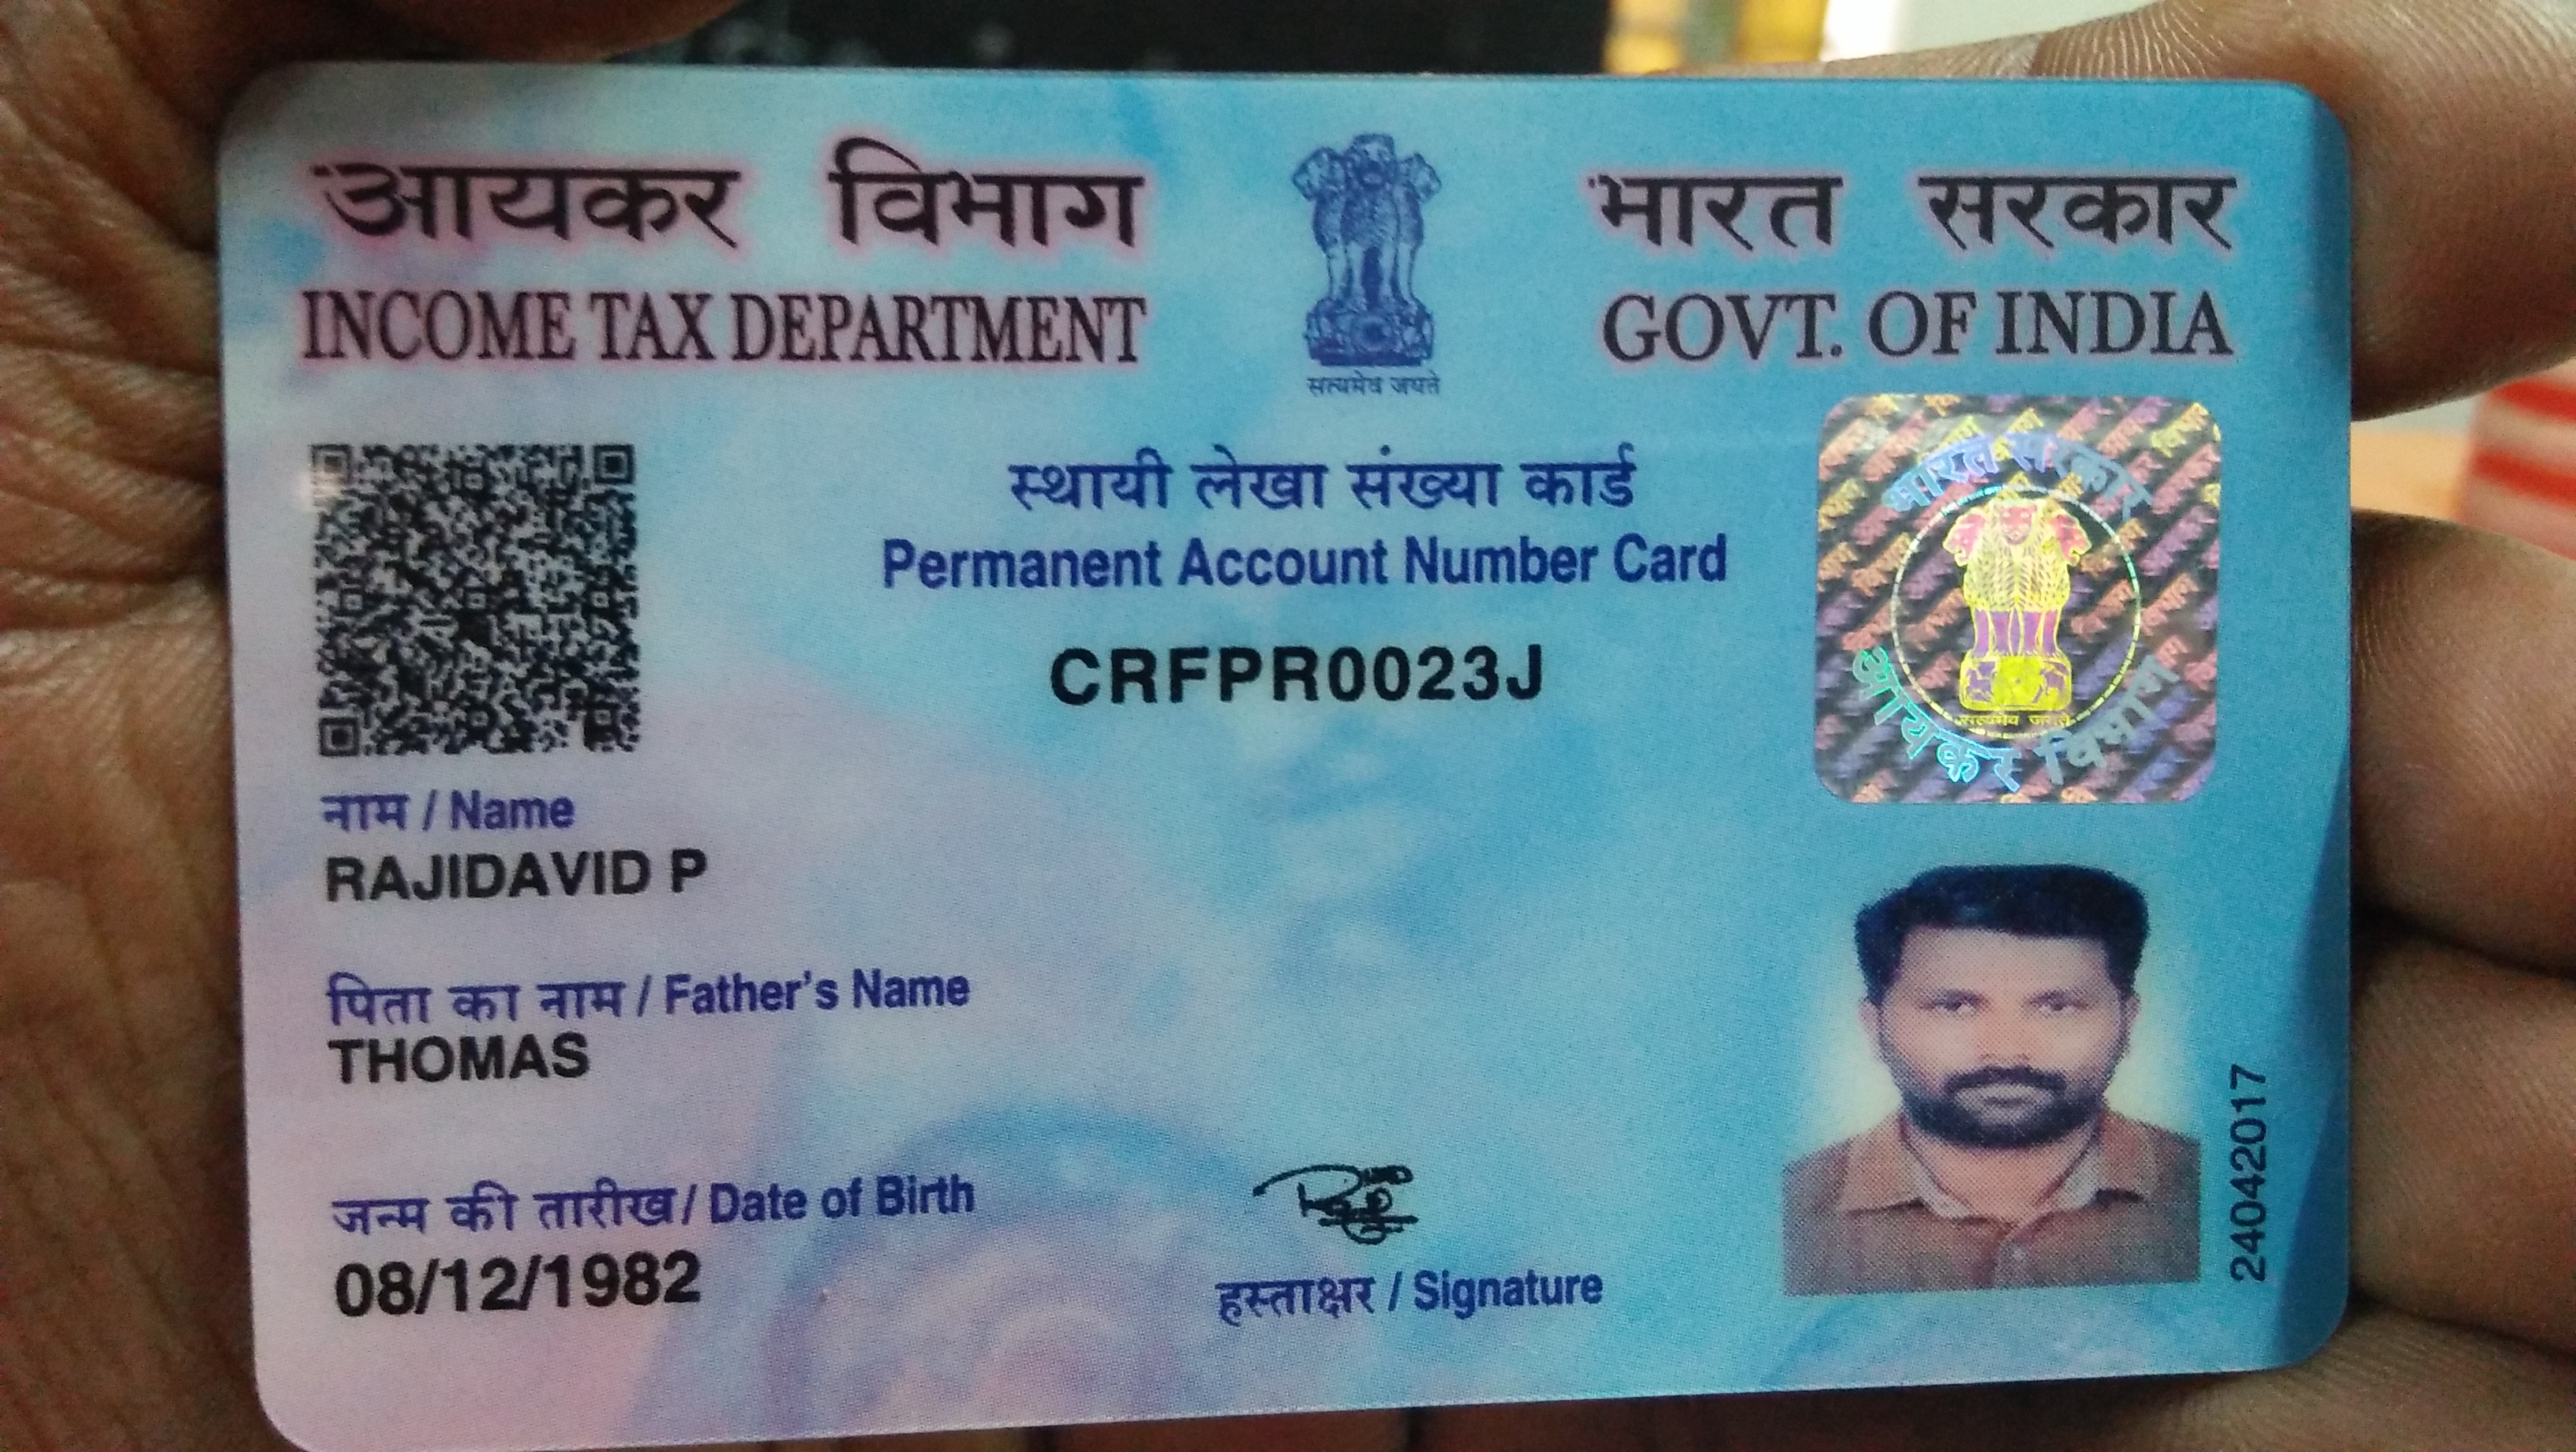 आयकर विभाग
INCOME TAX DEPARTMENT
सत्यमेव जयते
भारत सरकार
GOVT. OF INDIA
स्थायी लेखा संख्या कार्ड
Permanent Account Number Card
CRFPR0023J
भारत सरकार
सत्यमेव जयते
आयकर विभाग
नाम / Name
RAJIDAVID P
पिता का नाम / Father's Name
THOMAS
जन्म की तारीख / Date of Birth
08/12/1982
हस्ताक्षर / Signature
24042017